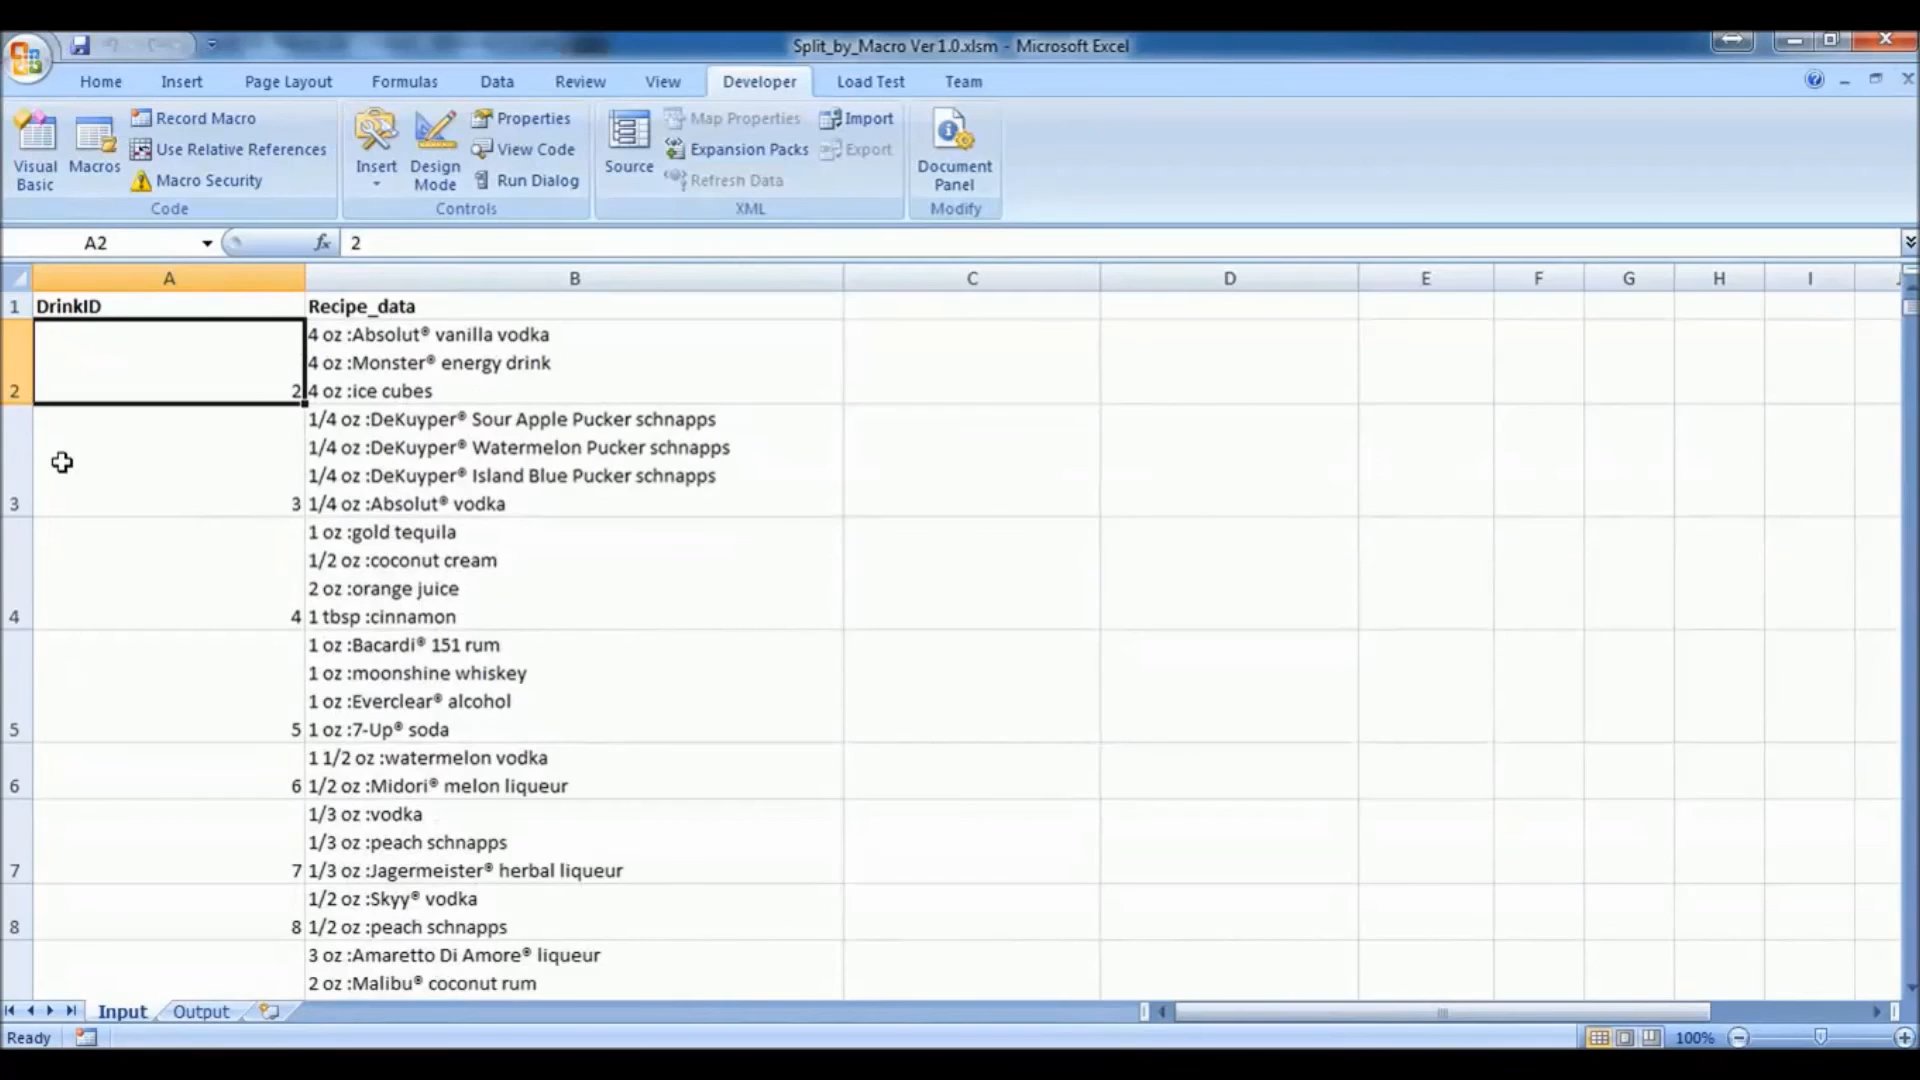 Split_by_Macro Ver1.0.xlsm - Microsoft Excel
Home Insert Page Layout Formulas Data Review View Developer Load Test Team
Visual Basic
Macros
Record Macro
Use Relative References
Macro Security
Code
Insert
Design Mode
Properties
View Code
Run Dialog
Controls
Source
Map Properties
Expansion Packs
Refresh Data
Import
Export
XML
Document Panel
Modify
A2 fx 2
A B C D E F G H I
1 DrinkID Recipe_data
4 oz :Absolut® vanilla vodka
4 oz :Monster® energy drink
2 2 4 oz :ice cubes
1/4 oz :DeKuyper® Sour Apple Pucker schnapps
1/4 oz :DeKuyper® Watermelon Pucker schnapps
1/4 oz :DeKuyper® Island Blue Pucker schnapps
3 3 1/4 oz :Absolut® vodka
1 oz :gold tequila
1/2 oz :coconut cream
2 oz :orange juice
4 4 1 tbsp :cinnamon
1 oz :Bacardi® 151 rum
1 oz :moonshine whiskey
1 oz :Everclear® alcohol
5 5 1 oz :7-Up® soda
1 1/2 oz :watermelon vodka
6 6 1/2 oz :Midori® melon liqueur
1/3 oz :vodka
1/3 oz :peach schnapps
7 7 1/3 oz :Jagermeister® herbal liqueur
1/2 oz :Skyy® vodka
8 8 1/2 oz :peach schnapps
3 oz :Amaretto Di Amore® liqueur
2 oz :Malibu® coconut rum
Input Output
Ready 100%